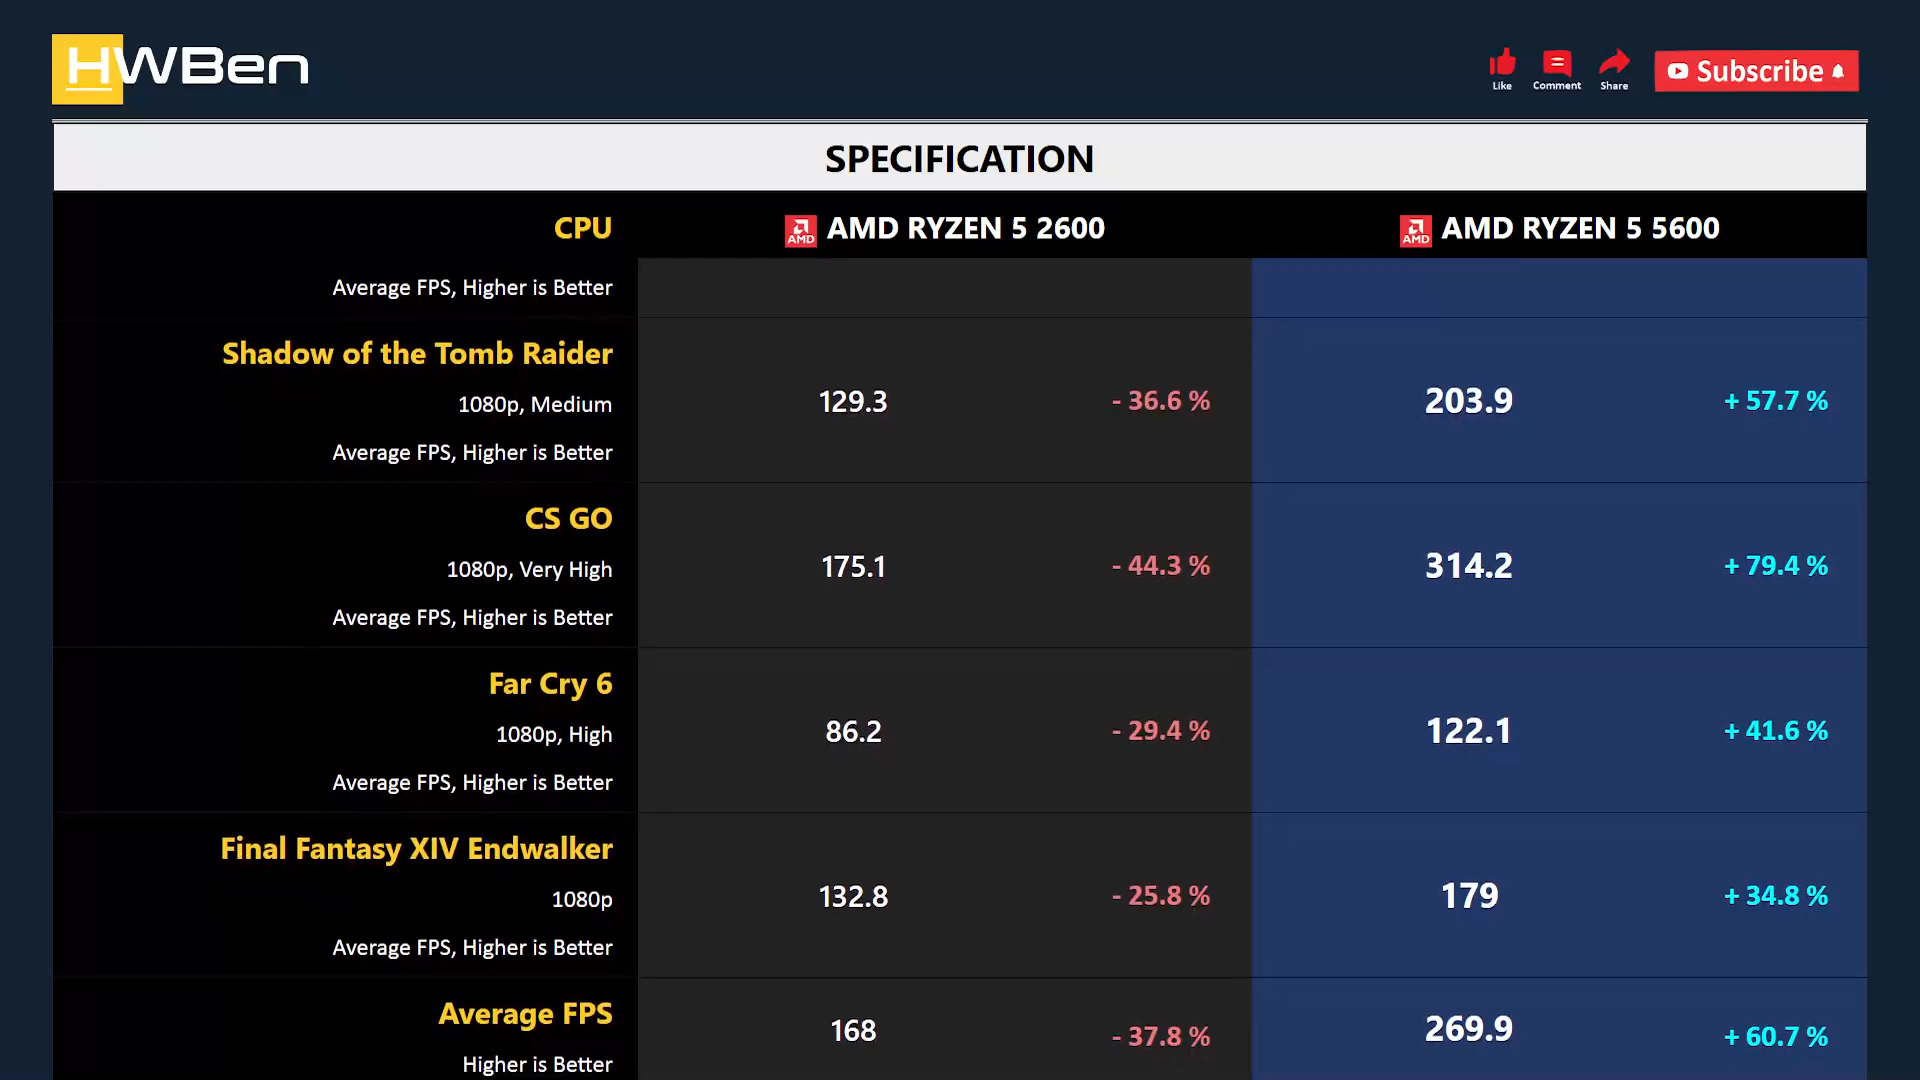 HWBen
Like Comment Share Subscribe
SPECIFICATION
CPU AMD AMD RYZEN 5 2600 AMD AMD RYZEN 5 5600
Average FPS, Higher is Better
Shadow of the Tomb Raider
1080p, Medium 129.3 - 36.6 % 203.9 + 57.7 %
Average FPS, Higher is Better
CS GO
1080p, Very High 175.1 - 44.3 % 314.2 + 79.4 %
Average FPS, Higher is Better
Far Cry 6
1080p, High 86.2 - 29.4 % 122.1 + 41.6 %
Average FPS, Higher is Better
Final Fantasy XIV Endwalker
1080p 132.8 - 25.8 % 179 + 34.8 %
Average FPS, Higher is Better
Average FPS 168 - 37.8 % 269.9 + 60.7 %
Higher is Better